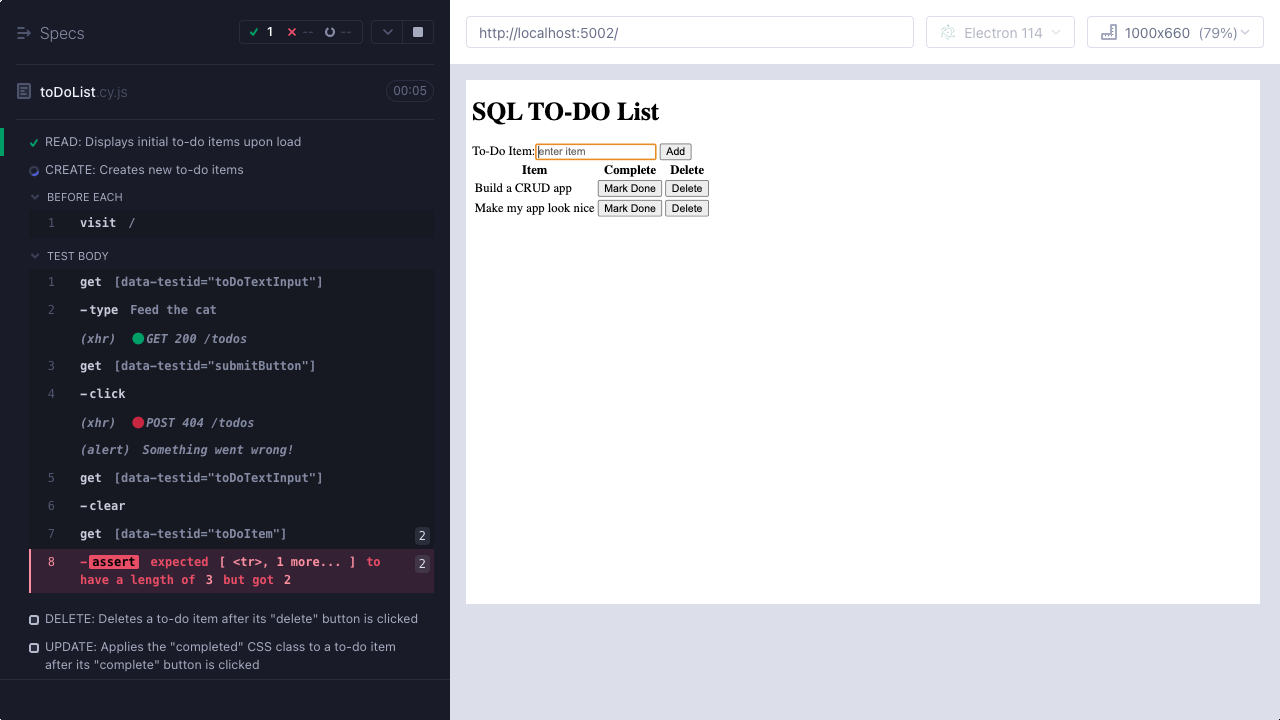 Specs
1 -- --
toDoList.cy.js 00:05
READ: Displays initial to-do items upon load
CREATE: Creates new to-do items
BEFORE EACH
1 visit /
TEST BODY
1 get [data-testid="toDoTextInput"]
2 -type Feed the cat
(xhr) GET 200 /todos
3 get [data-testid="submitButton"]
4 -click
(xhr) POST 404 /todos
(alert) Something went wrong!
5 get [data-testid="toDoTextInput"]
6 -clear
7 get [data-testid="toDoItem"] 2
8 -assert expected [ <tr>, 1 more... ] to 2
have a length of 3 but got 2
DELETE: Deletes a to-do item after its "delete" button is clicked
UPDATE: Applies the "completed" CSS class to a to-do item
after its "complete" button is clicked
http://localhost:5002/ Electron 114 1000x660 (79%)
SQL TO-DO List
To-Do Item: enter item Add
Item Complete Delete
Build a CRUD app Mark Done Delete
Make my app look nice Mark Done Delete